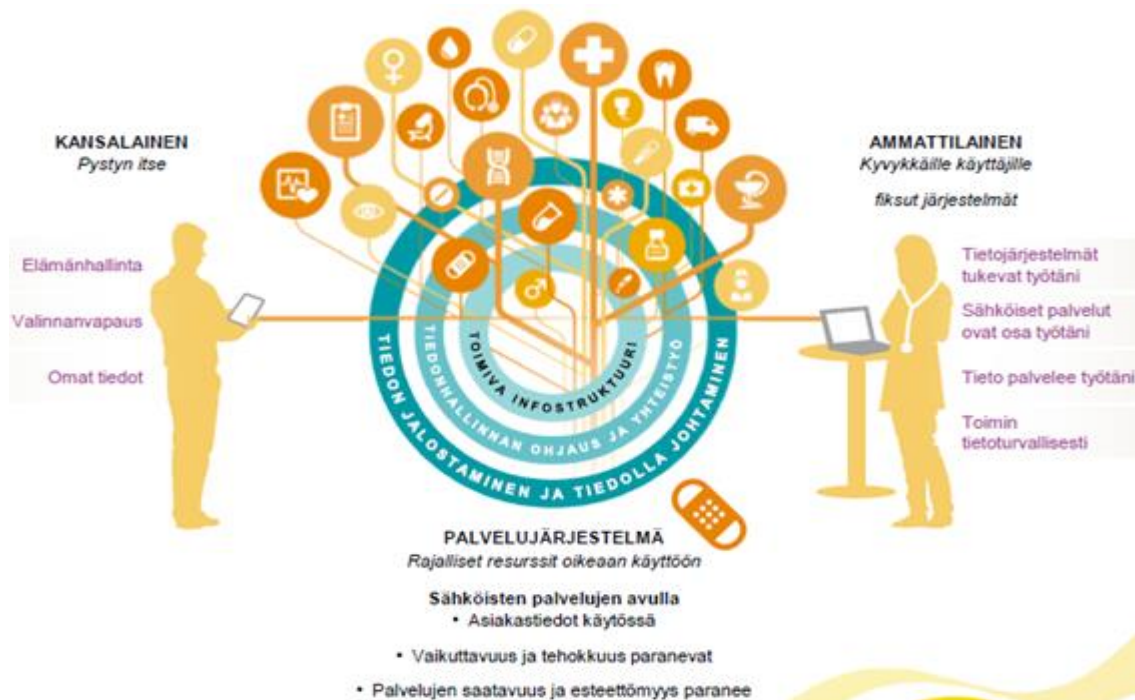 KANSALAINEN
Pystyn itse
Elämänhallinta
Valinnanvapaus
Omat tiedot
TOIMIVA INFOSTRUKTUURI
TIEDONHALLINNAN OHJAUS JA YHTEISTYÖ
TIEDON JALOSTAMINEN JA TIEDOLLA JOHTAMINEN
AMMATTILAINEN
Kyvykkäille käyttäjille
fiksut järjestelmät
Tietojärjestelmät
tukevat työtäni
Sähköiset palvelut
ovat osa työtäni
Tieto palvelee työtäni
Toimin
tietoturvallisesti
PALVELUJÄRJESTELMÄ
Rajalliset resurssit oikeaan käyttöön
Sähköisten palvelujen avulla
• Asiakastiedot käytössä
• Vaikuttavuus ja tehokkuus paranevat
• Palvelujen saatavuus ja esteettömyys paranee